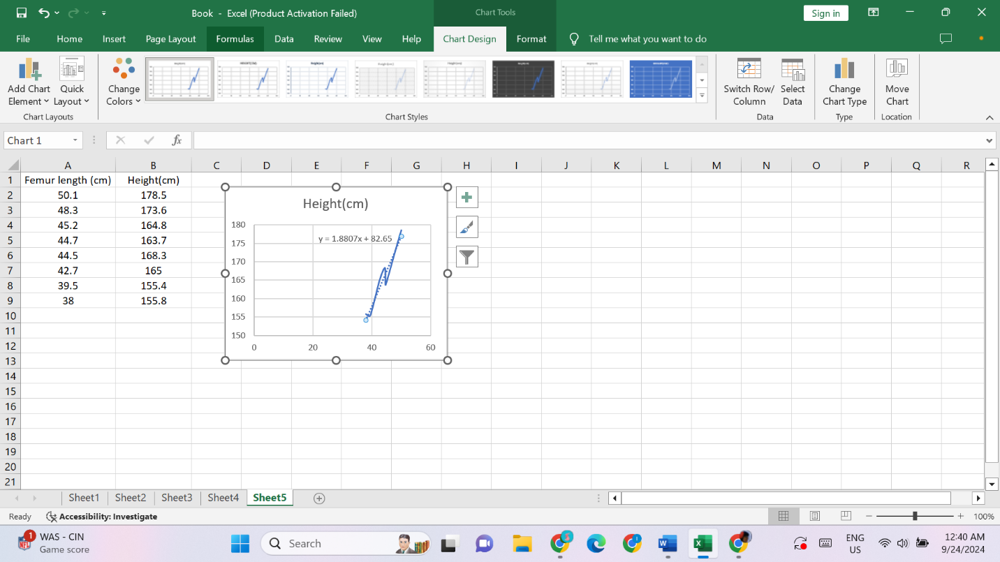 Book - Excel (Product Activation Failed)
Chart Tools
Sign in
File Home Insert Page Layout Formulas Data Review View Help Chart Design Format Tell me what you want to do
Add Chart Element
Quick Layout
Change Colors
Switch Row/ Column
Select Data
Change Chart Type
Move Chart
Chart Layouts
Chart Styles
Data
Type
Location
Chart 1
fx
A B C D E F G H I J K L M N O P Q R
1 Femur length (cm) Height(cm)
2 50.1 178.5
3 48.3 173.6
4 45.2 164.8
5 44.7 163.7
6 44.5 168.3
7 42.7 165
8 39.5 155.4
9 38 155.8
10
11
12
13
14
15
16
17
18
19
20
21
Height(cm)
y = 1.8807x + 82.65
180
175
170
165
160
155
150
0 20 40 60
Sheet1 Sheet2 Sheet3 Sheet4 Sheet5
Ready Accessibility: Investigate
100%
1
NFL
WAS - CIN
Game score
Search
ENG
US
12:40 AM
9/24/2024